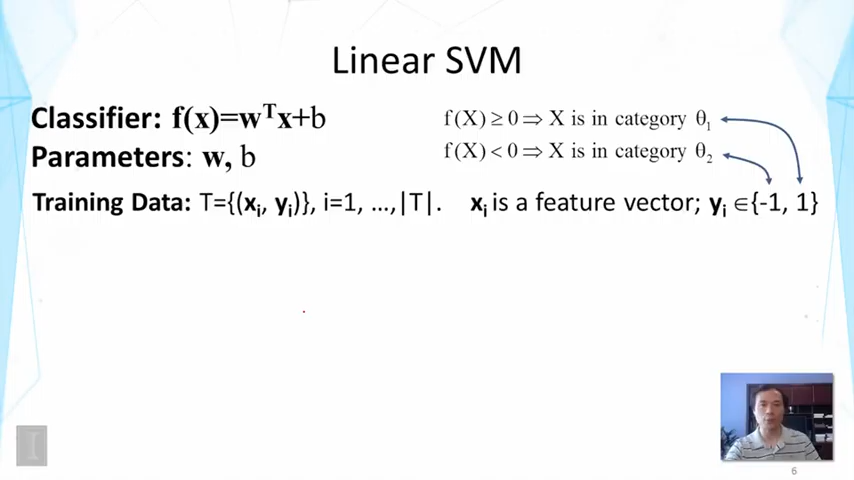 Linear SVM
Classifier: f(x)=wᵀx+b
f(X) ≥ 0 ⇒ X is in category θ₁
Parameters: w, b
f(X) < 0 ⇒ X is in category θ₂
Training Data: T={(xᵢ, yᵢ)}, i=1, …,|T|. xᵢ is a feature vector; yᵢ ∈{-1, 1}
I
6